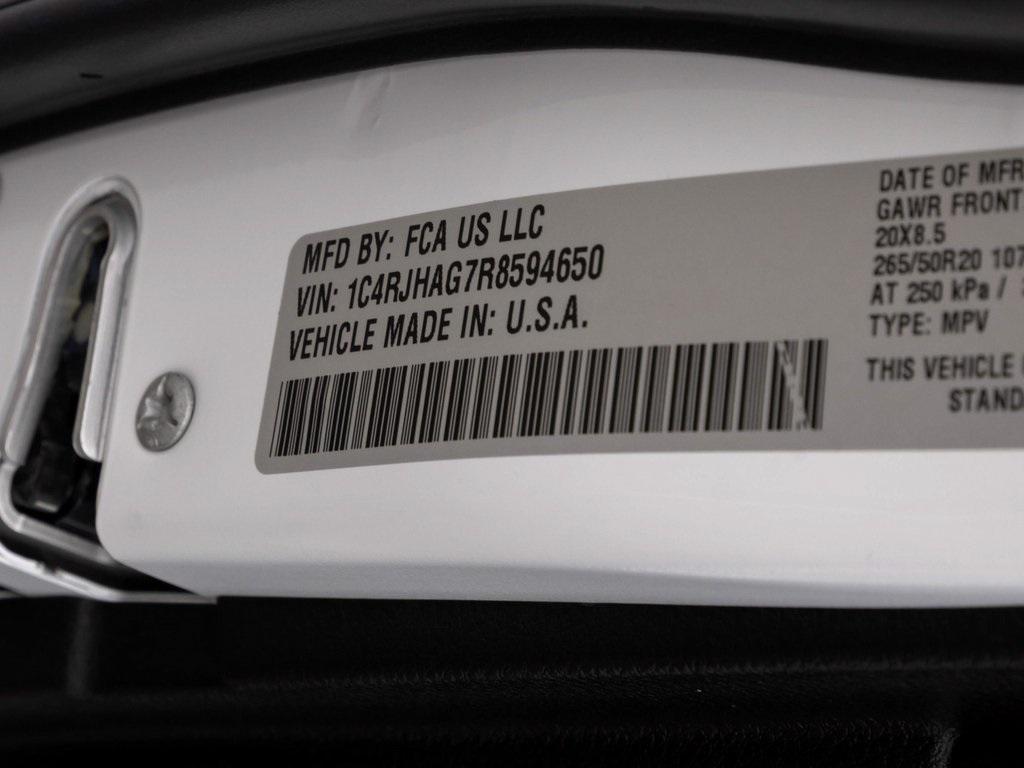 MFD BY: FCA US LLC
VIN: 1C4RJHAG7R8594650
VEHICLE MADE IN: U.S.A.
DATE OF MFR
GAWR FRONT
20X8.5
265/50R20 107
AT 250 kPa /
TYPE: MPV
THIS VEHICLE
STAND